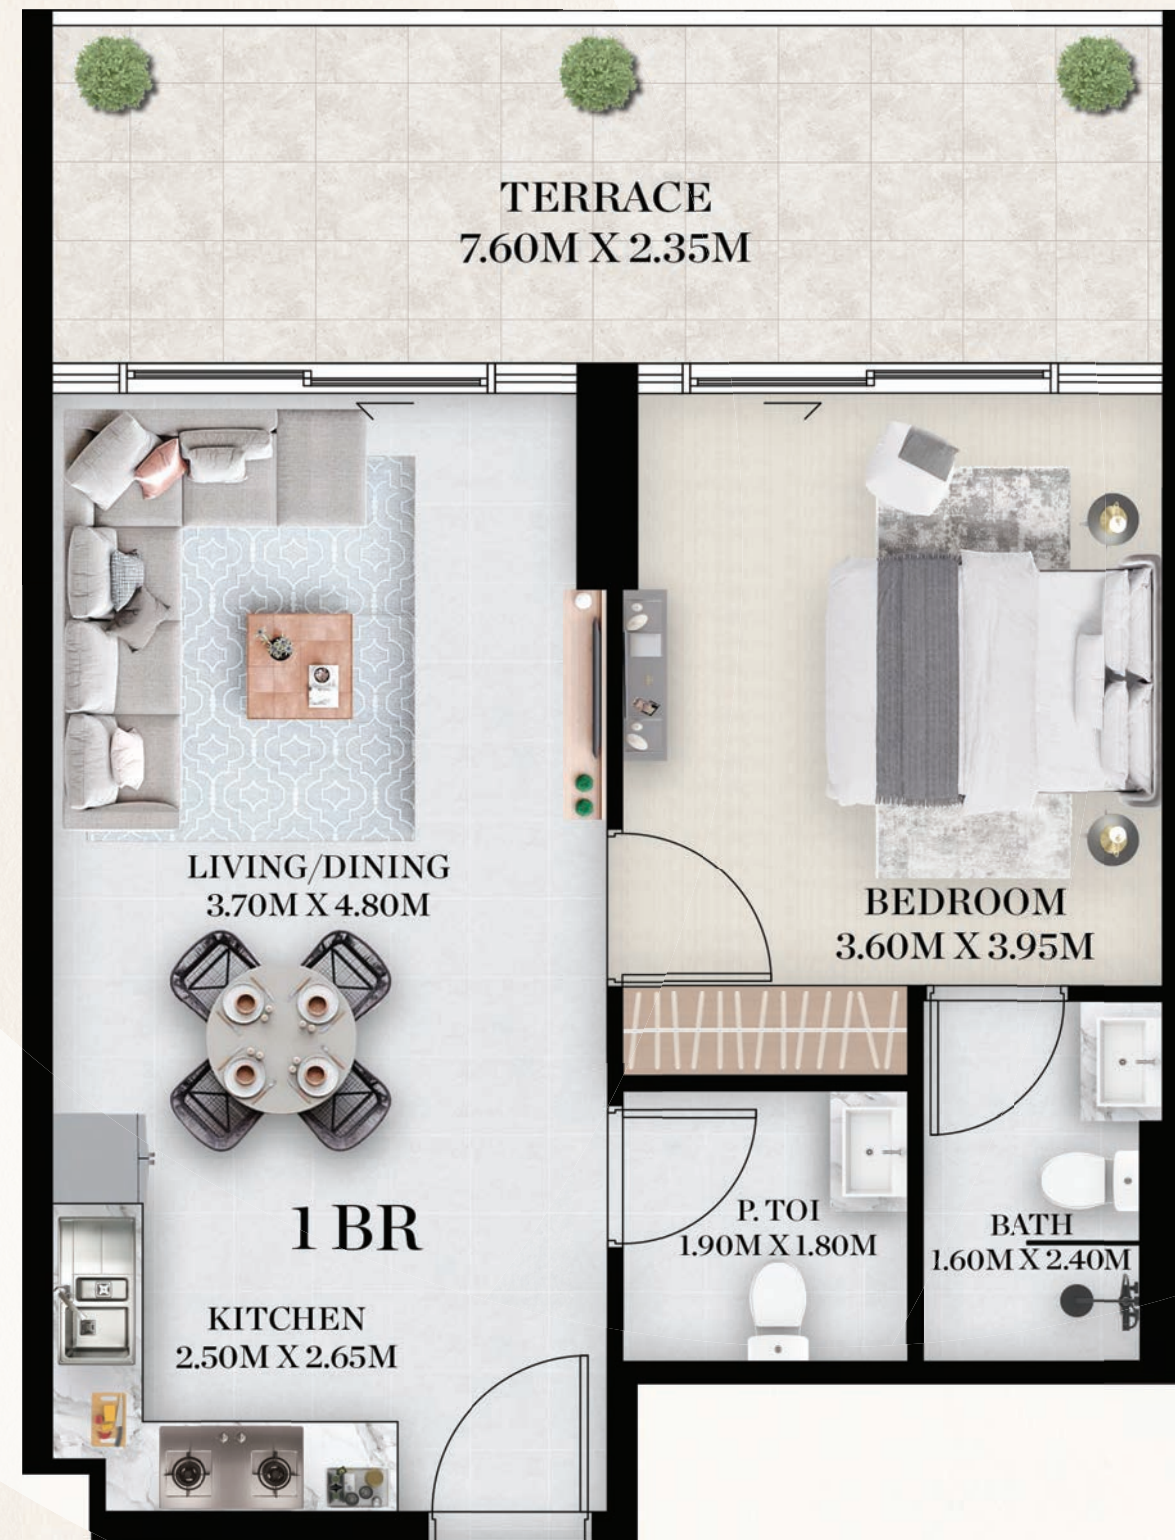 TERRACE
7.60M X 2.35M
LIVING/DINING
3.70M X 4.80M
BEDROOM
3.60M X 3.95M
1 BR
P. TOI
1.90M X 1.80M
BATH
1.60M X 2.40M
KITCHEN
2.50M X 2.65M